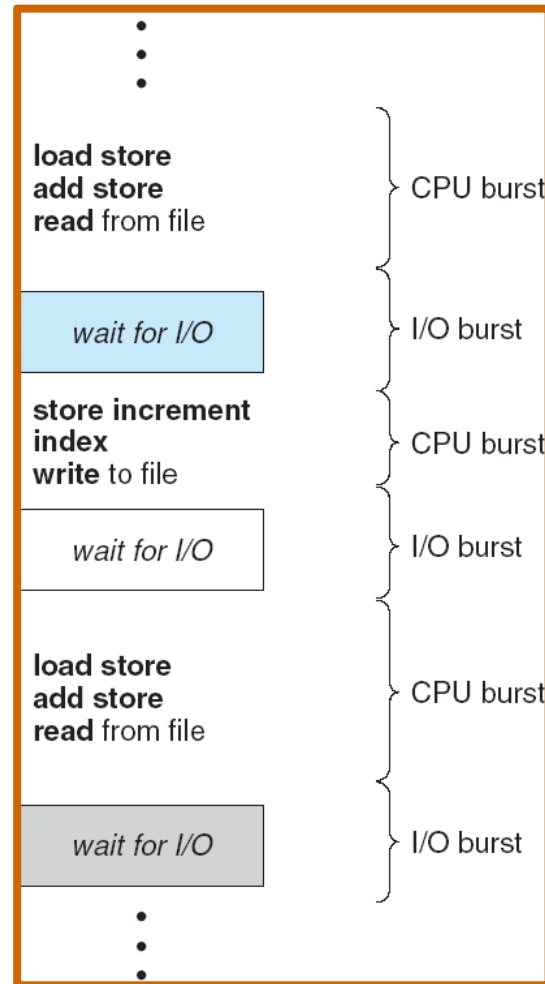 load store
add store
read from file
CPU burst
wait for I/O
I/O burst
store increment
index
write to file
CPU burst
wait for I/O
I/O burst
load store
add store
read from file
CPU burst
wait for I/O
I/O burst